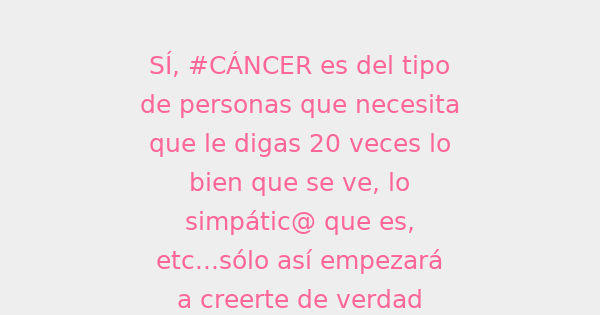 SÍ, #CÁNCER es del tipo
de personas que necesita
que le digas 20 veces lo
bien que se ve, lo
simpátic@ que es,
etc...sólo así empezará
a creerte de verdad